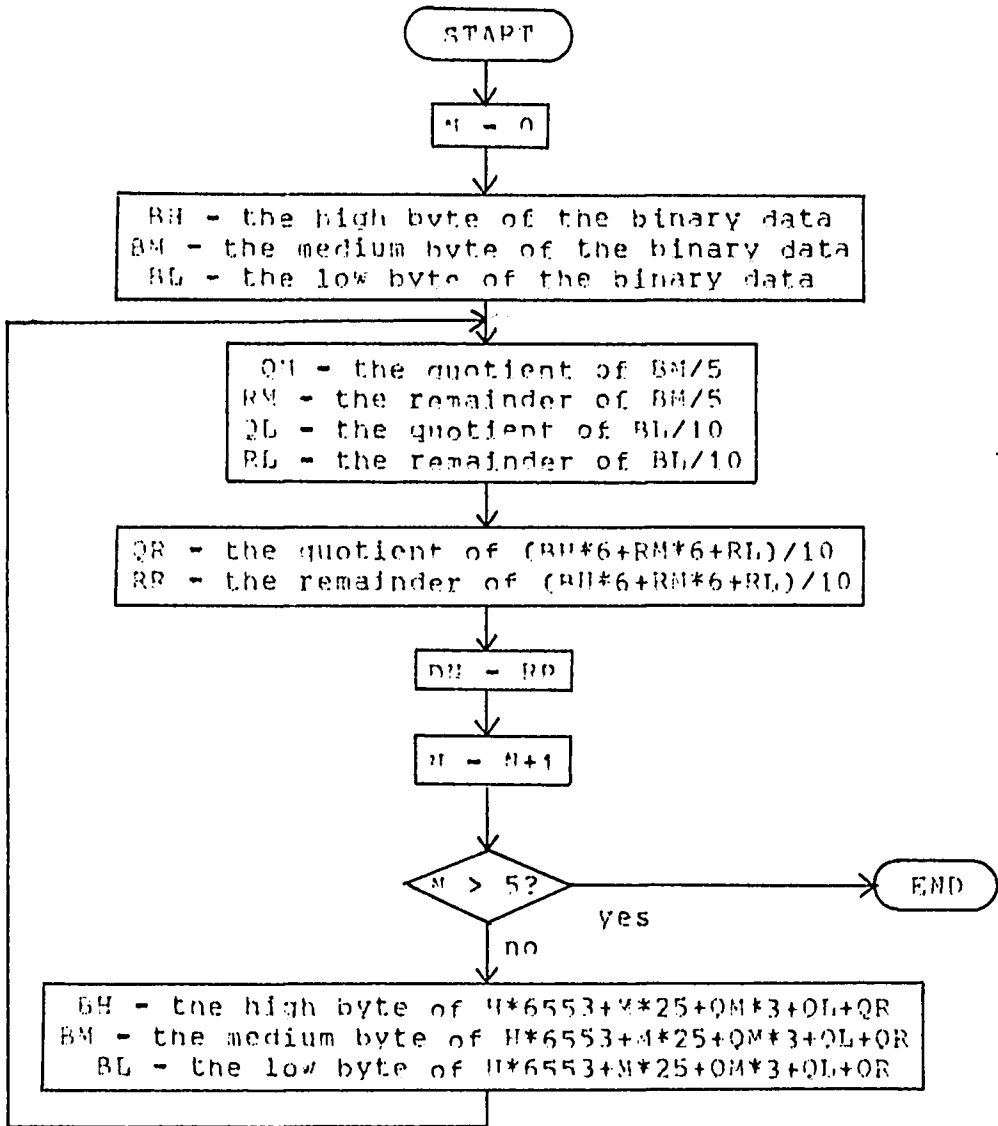 START
M - 0
BH - the high byte of the binary data
BM - the medium byte of the binary data
BL - the low byte of the binary data
QM - the quotient of BM/5
RM - the remainder of BM/5
QL - the quotient of BL/10
RL - the remainder of BL/10
QR - the quotient of (BH*6+RM*6+RL)/10
RR - the remainder of (BH*6+RM*6+RL)/10
- RR
- +1
> 5?
END
yes
no
BH - the high byte of H*6553+M*25+QM*3+QL+QR
BM - the medium byte of H*6553+M*25+QM*3+QL+QR
BL - the low byte of H*6553+M*25+QM*3+QL+QR